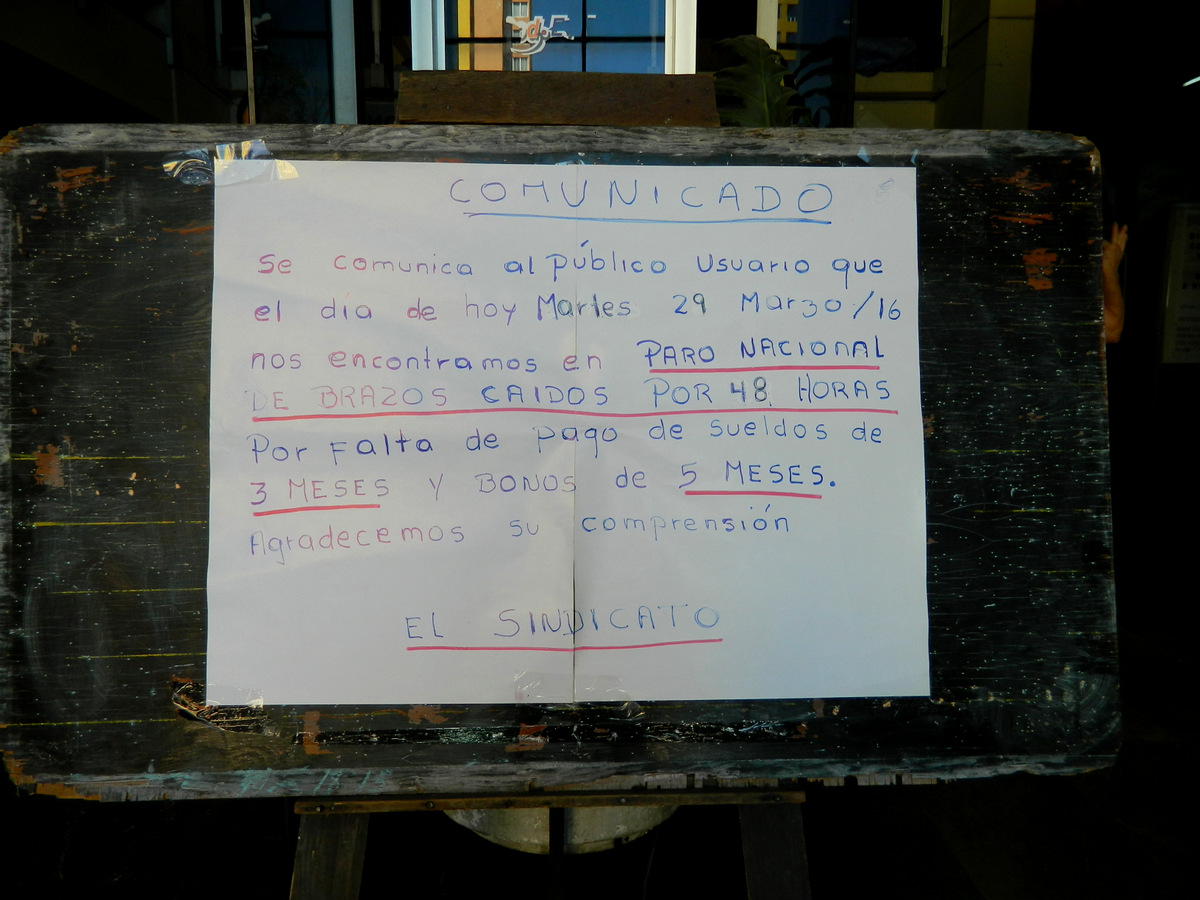 COMUNICADO
Se comunica al público usuario que
el día de hoy Martes 29 Marzo/16
nos encontramos en PARO NACIONAL
DE BRAZOS CAIDOS POR 48 HORAS
Por Falta de pago de sueldos de
3 MESES Y BONOS de 5 MESES.
Agradecemos su comprensión
EL SINDICATO